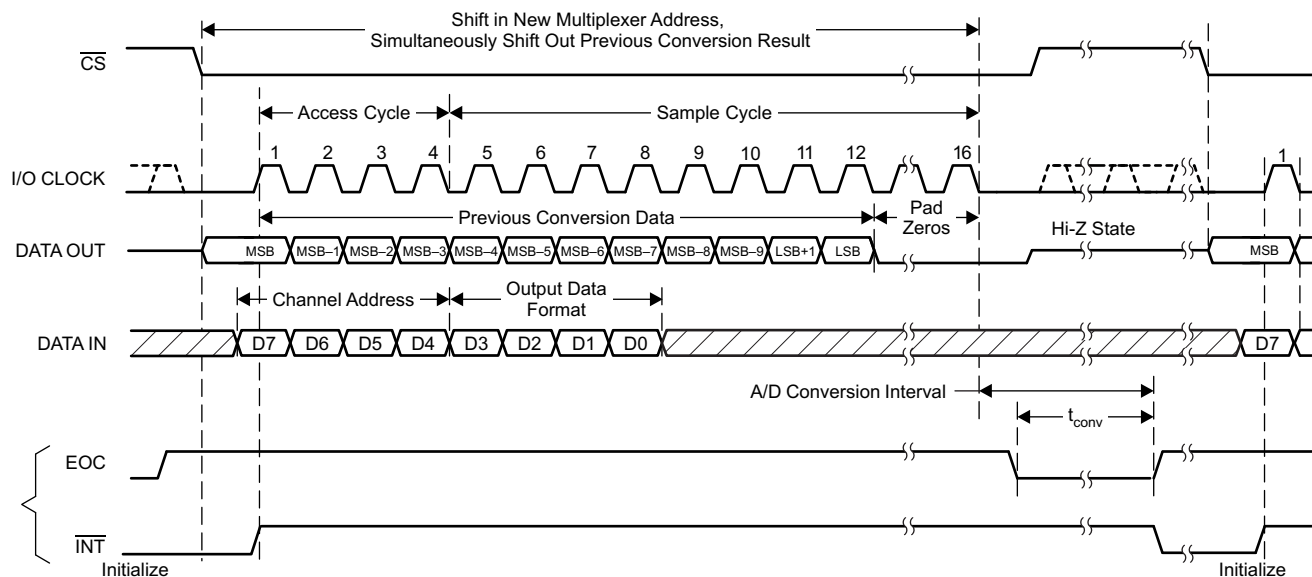 Shift in New Multiplexer Address,
Simultaneously Shift Out Previous Conversion Result
CS
Access Cycle
Sample Cycle
1 2 3 4 5 6 7 8 9 10 11 12 16 1
I/O CLOCK
Previous Conversion Data
Pad
Zeros
Hi-Z State
DATA OUT
MSB MSB–1 MSB–2 MSB–3 MSB–4 MSB–5 MSB–6 MSB–7 MSB–8 MSB–9 LSB+1 LSB MSB
Channel Address
Output Data
Format
DATA IN
D7 D6 D5 D4 D3 D2 D1 D0 D7
A/D Conversion Interval
tconv
EOC
INT
Initialize
Initialize